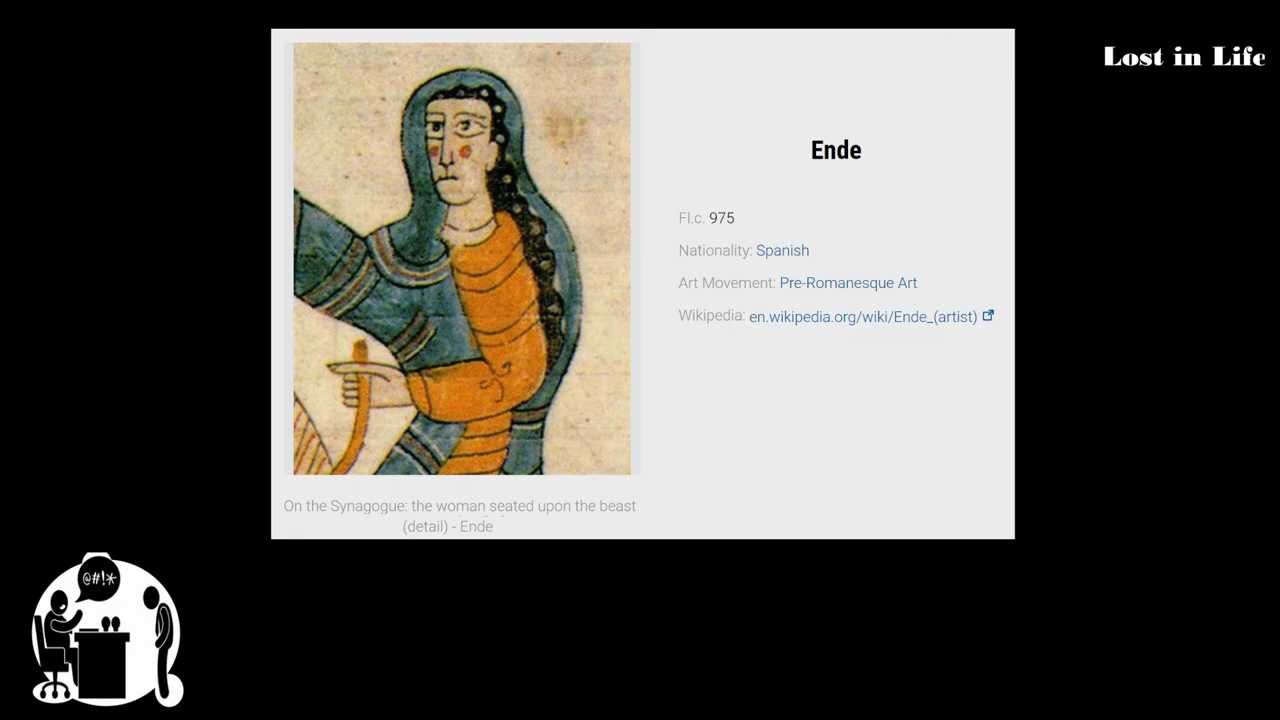 Lost in Life
Ende
Fl.c. 975
Nationality: Spanish
Art Movement: Pre-Romanesque Art
Wikipedia: en.wikipedia.org/wiki/Ende_(artist)
On the Synagogue: the woman seated upon the beast
(detail) - Ende
@#!*